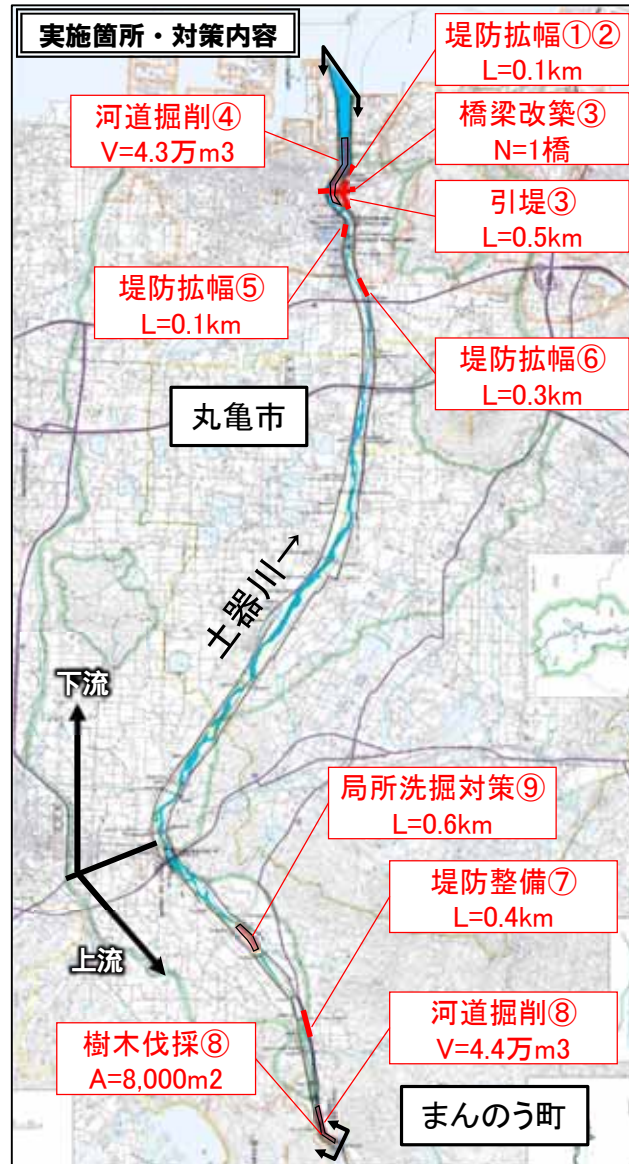 実施箇所・対策内容
堤防拡幅①②
L=0.1km
河道掘削④
V=4.3万m3
橋梁改築③
N=1橋
引堤③
L=0.5km
堤防拡幅⑤
L=0.1km
堤防拡幅⑥
L=0.3km
丸亀市
土器川→
下流
上流
局所洗掘対策⑨
L=0.6km
堤防整備⑦
L=0.4km
河道掘削⑧
V=4.4万m3
樹木伐採⑧
A=8,000m2
まんのう町